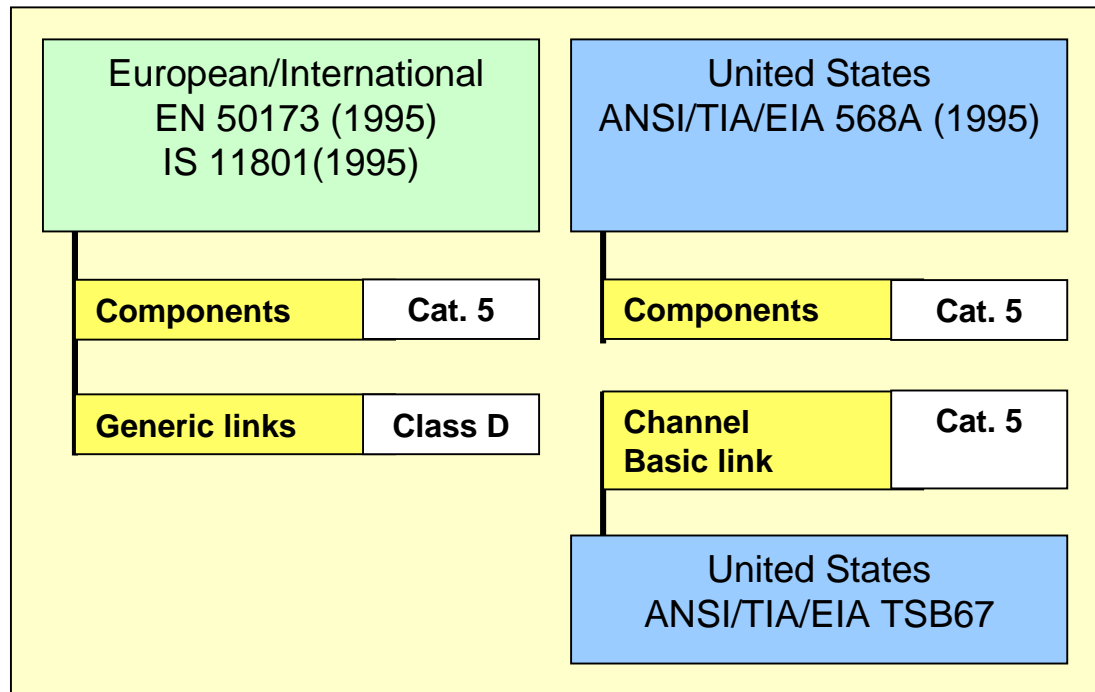 European/International
EN 50173 (1995)
IS 11801(1995)
Components
Cat. 5
Generic links
Class D
United States
ANSI/TIA/EIA 568A (1995)
Components
Cat. 5
Channel
Basic link
Cat. 5
United States
ANSI/TIA/EIA TSB67